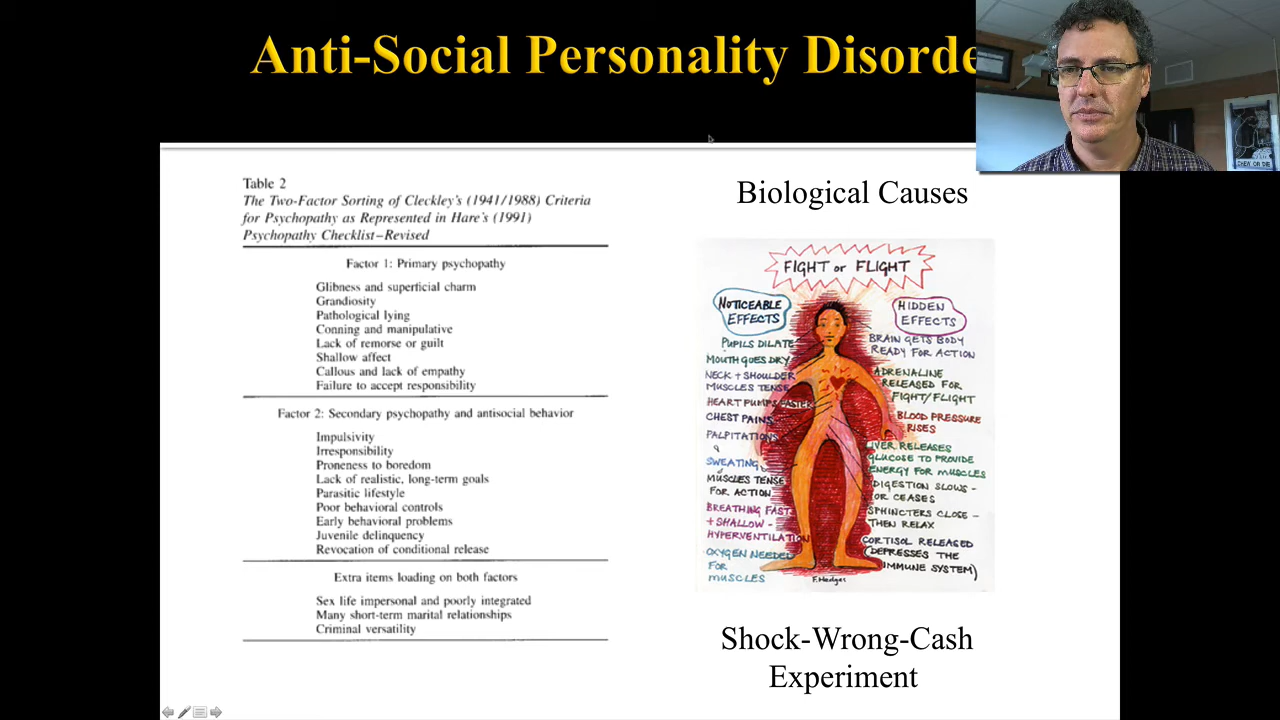 Anti-Social Personality Disorde
Table 2
The Two-Factor Sorting of Cleckley's (1941/1988) Criteria
for Psychopathy as Represented in Hare's (1991)
Psychopathy Checklist–Revised
Factor 1: Primary psychopathy
Glibness and superficial charm
Grandiosity
Pathological lying
Conning and manipulative
Lack of remorse or guilt
Shallow affect
Callous and lack of empathy
Failure to accept responsibility
Factor 2: Secondary psychopathy and antisocial behavior
Impulsivity
Irresponsibility
Proneness to boredom
Lack of realistic, long-term goals
Parasitic lifestyle
Poor behavioral controls
Early behavioral problems
Juvenile delinquency
Revocation of conditional release
Extra items loading on both factors
Sex life impersonal and poorly integrated
Many short-term marital relationships
Criminal versatility
Biological Causes
FIGHT or FLIGHT
NOTICEABLE
EFFECTS
PUPILS DILATE
MOUTH GOES DRY
NECK + SHOULDER
MUSCLES TENSE
HEART PUMPS FASTER
CHEST PAINS
PALPITATIONS
SWEATING
MUSCLES TENSE
FOR ACTION
BREATHING FAST
+ SHALLOW -
HYPERVENTILATION
OXYGEN NEEDED
FOR
MUSCLES
HIDDEN
EFFECTS
BRAIN GETS BODY
READY FOR ACTION
ADRENALINE
RELEASED FOR
FIGHT/FLIGHT
BLOOD PRESSURE
RISES
LIVER RELEASES
GLUCOSE TO PROVIDE
ENERGY FOR MUSCLES
DIGESTION SLOWS -
OR CEASES
SPHINCTERS CLOSE -
THEN RELAX
CORTISOL RELEASED
(DEPRESSES THE
IMMUNE SYSTEM)
F. Hedges
Shock-Wrong-Cash
Experiment
OR DIE